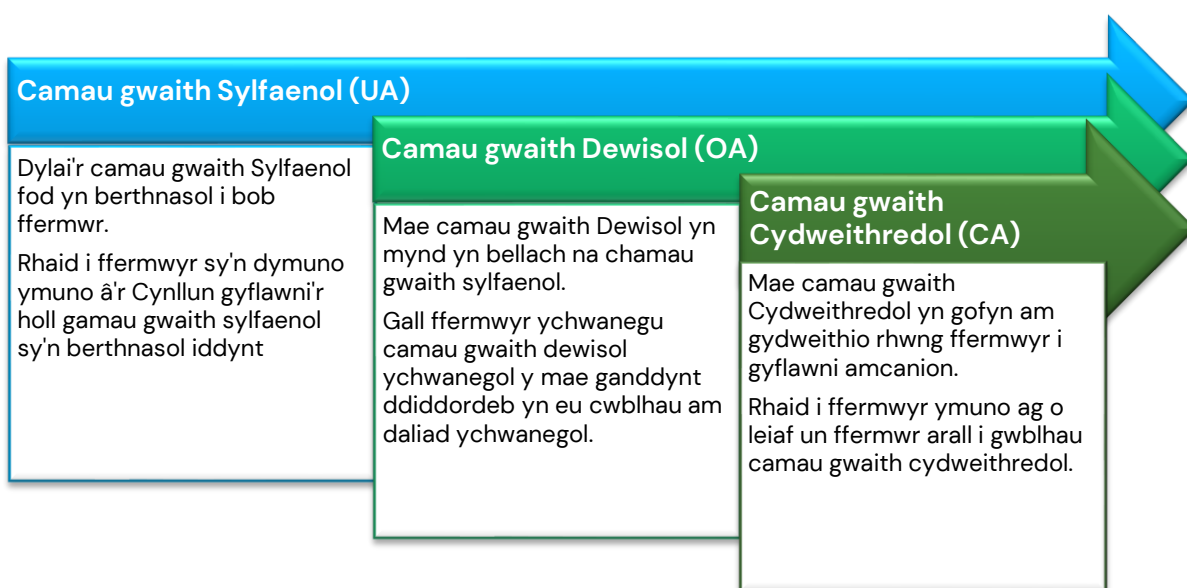 Camau gwaith Sylfaenol (UA)
Dylai'r camau gwaith Sylfaenol
fod yn berthnasol i bob
ffermwr.
Rhaid i ffermwyr sy'n dymuno
ymuno â'r Cynllun gyflawni'r
holl gamau gwaith sylfaenol
sy'n berthnasol iddynt
Camau gwaith Dewisol (OA)
Mae camau gwaith Dewisol yn
mynd yn bellach na chamau
gwaith sylfaenol.
Gall ffermwyr ychwanegu
camau gwaith dewisol
ychwanegol y mae ganddynt
ddiddordeb yn eu cwblhau am
daliad ychwanegol.
Camau gwaith
Cydweithredol (CA)
Mae camau gwaith
Cydweithredol yn gofyn am
gydweithio rhwng ffermwyr i
gyflawni amcanion.
Rhaid i ffermwyr ymuno ag o
leiaf un ffermwr arall i gwblhau
camau gwaith cydweithredol.